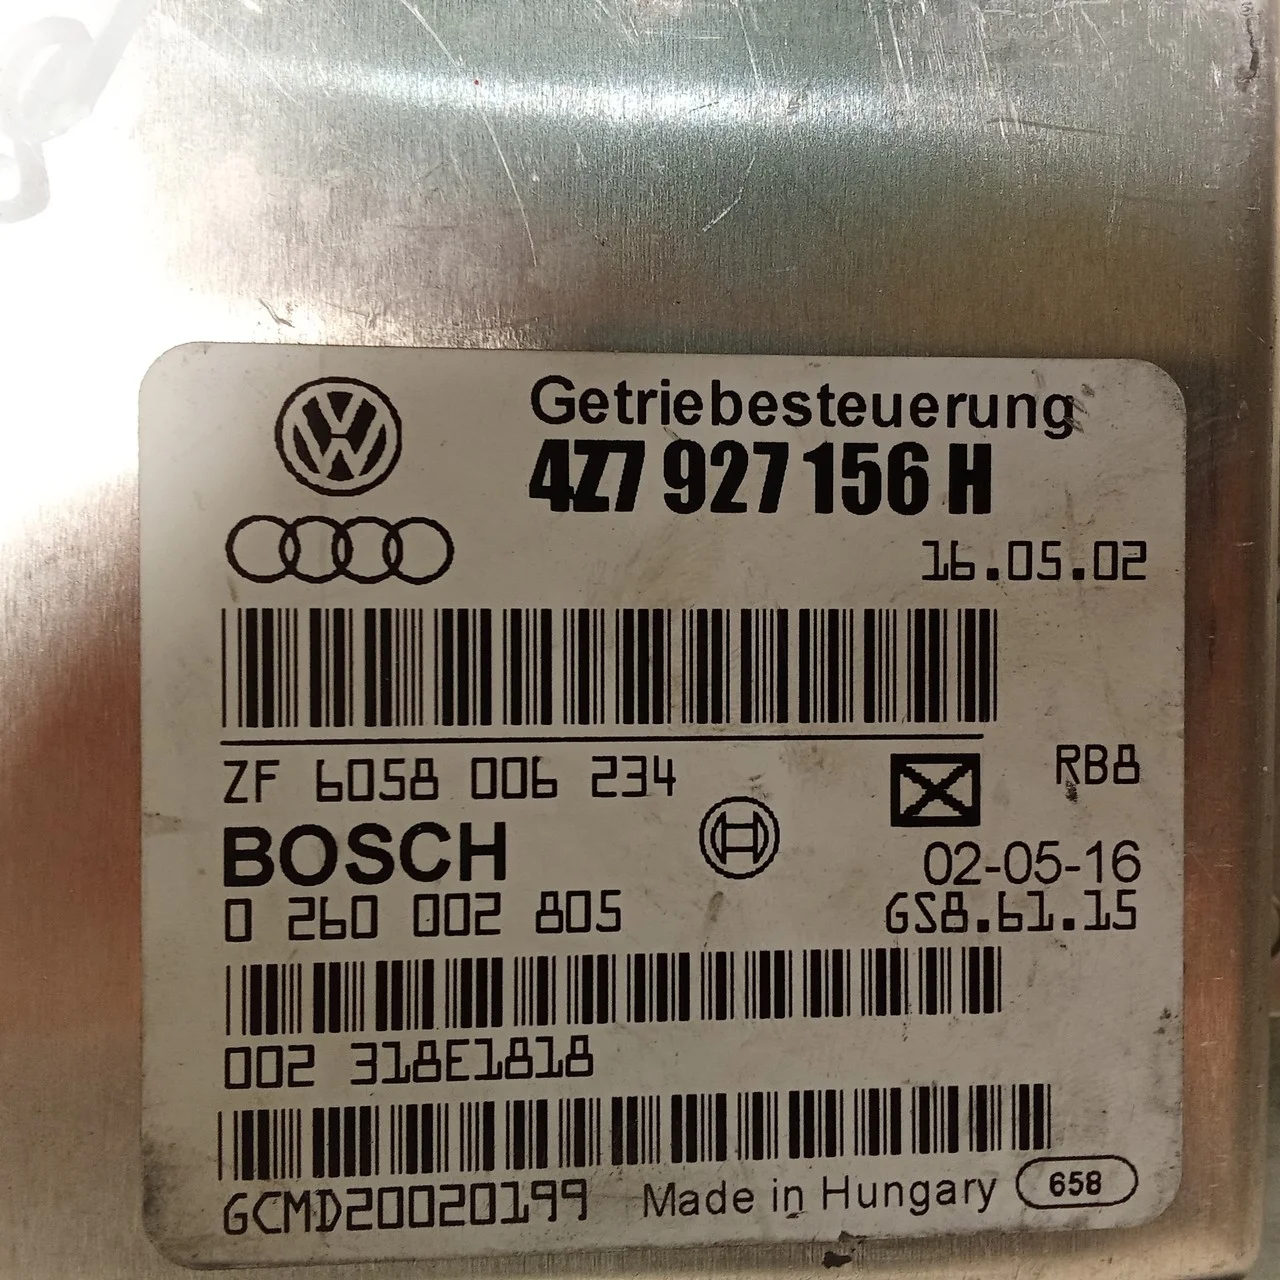 Getriebesteuerung
4Z7 927 156 H
16.05.02
ZF 6058 006 234
RB8
BOSCH
02-05-16
0 260 002 805
GS8.61.15
002 318E1818
GCMD20020199
Made in Hungary
658